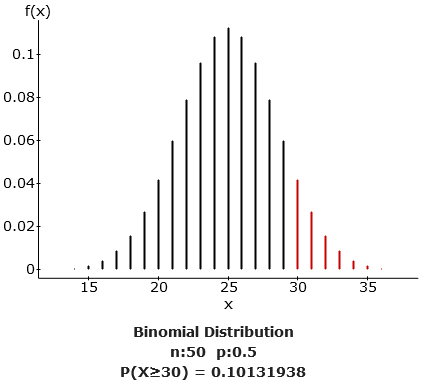 f(x)
0.1
0.08
0.06
0.04
0.02
0
15 20 25 30 35
x
Binomial Distribution
n:50 p:0.5
P(X≥30) = 0.10131938